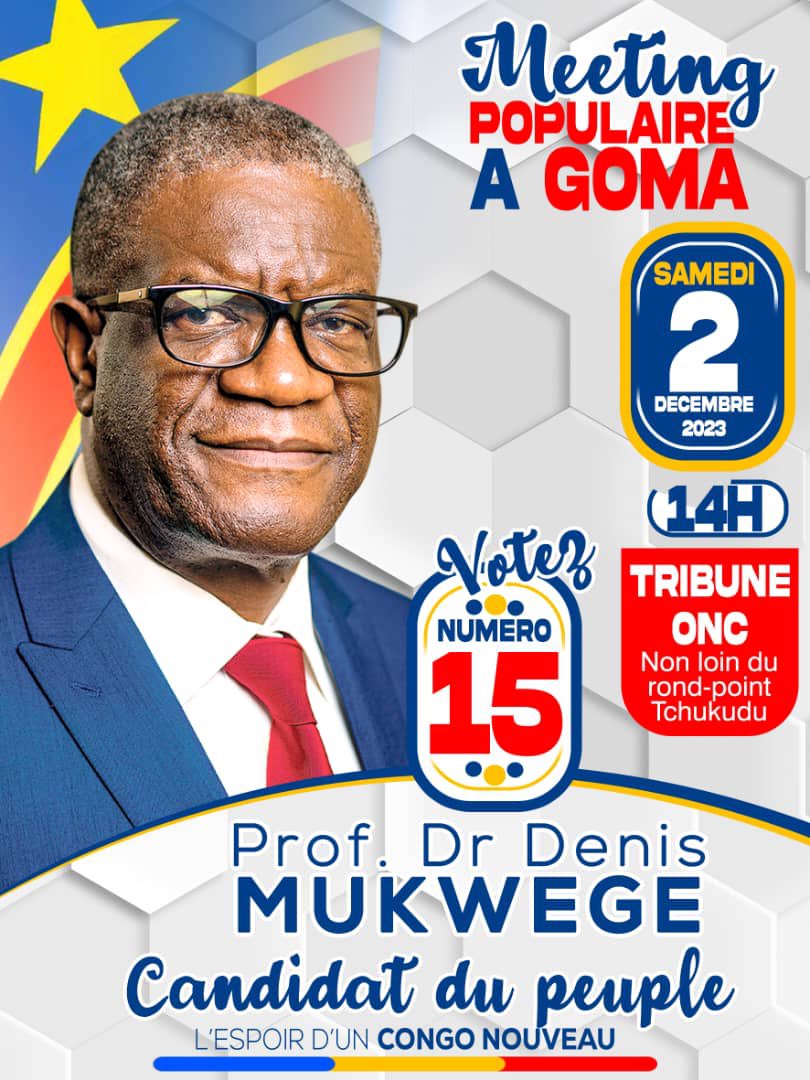 Meeting
POPULAIRE
A GOMA
SAMEDI
2
DECEMBRE
2023
14H
TRIBUNE
ONC
Non loin du
rond-point
Tchukudu
Votez
NUMERO
15
Prof. Dr Denis
MUKWEGE
Candidat du peuple
L'ESPOIR D'UN CONGO NOUVEAU